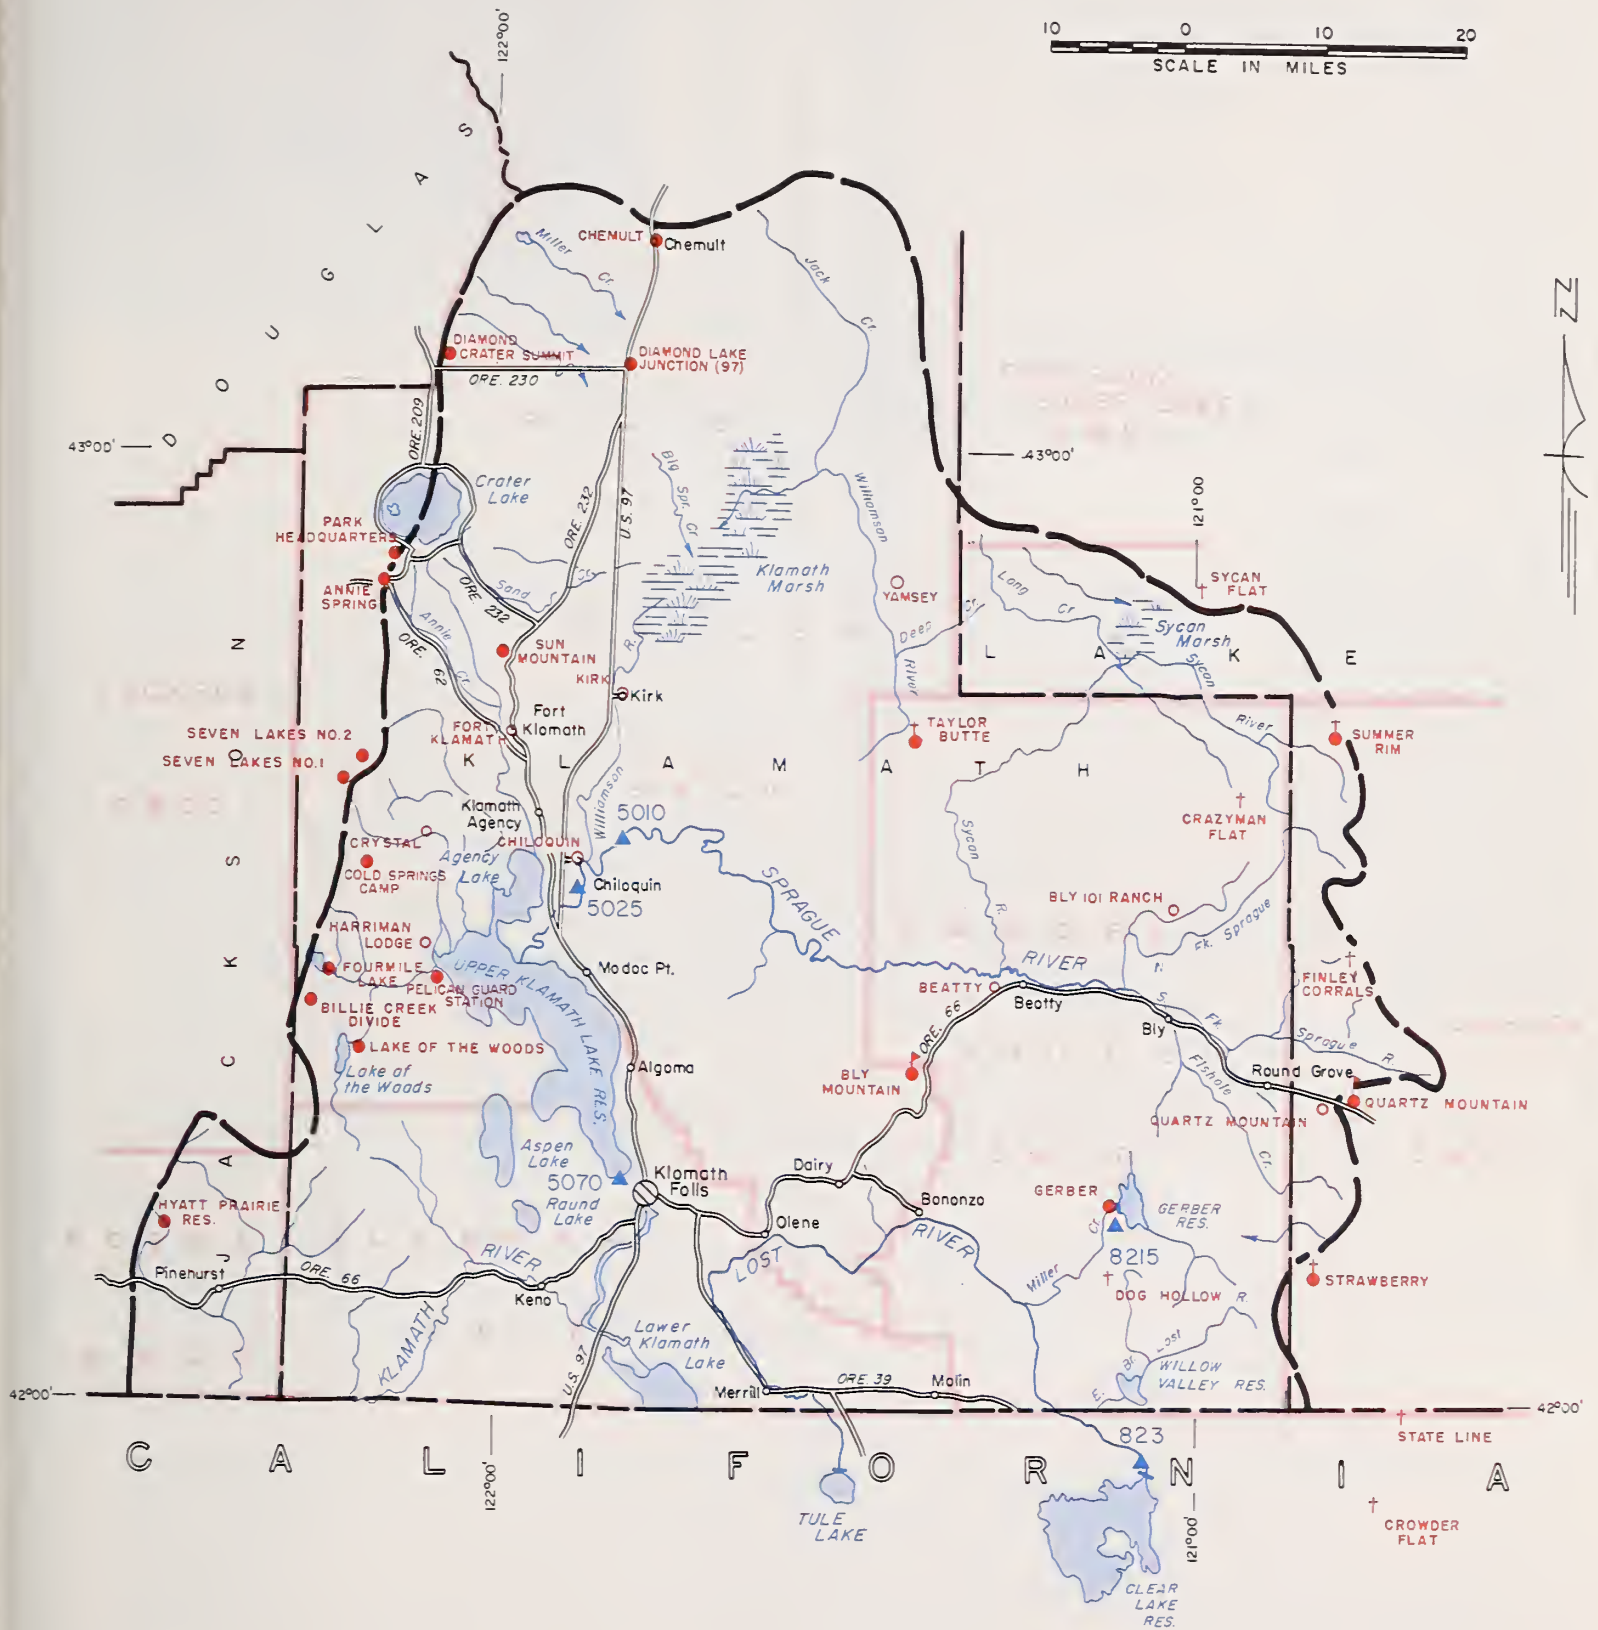 10 0 10 20
SCALE IN MILES
122°00'
DOUGLAS
CHEMULT
Chemult
Miller
Cr.
Jack
Cr.
DIAMOND
CRATER SUMMIT
DIAMOND LAKE
JUNCTION (97)
ORE. 230
ORE. 209
43°00'
43°00'
121°00
Crater
Lake
ORE. 232
U.S. 97
Big
Spr.
Cr
Williamson
PARK
HEADQUARTERS
ANNIE
SPRING
ORE.
232
Sand
Cr.
Klamath
Marsh
YAMSEY
Long
Cr
SYCAN
FLAT
Sycan
Marsh
Annie
Cr.
ORE.
62
SUN
MOUNTAIN
R.
Deep
Cr.
River
Sycan
River
LAKE
KIRK
Kirk
Fort
Klamath
FORT
KLAMATH
TAYLOR
BUTTE
SUMMER
RIM
SEVEN LAKES NO.2
SEVEN LAKES NO.1
KLAMATH
JACKSON
Klamath
Agency
Williamson
5010
CRYSTAL
CHILOQUIN
Agency
Lake
COLD SPRINGS
CAMP
Chiloquin
5025
SPRAGUE
RIVER
Sycan
R.
CRAZYMAN
FLAT
BLY 101 RANCH
N.
Fk.
Sprague
HARRIMAN
LODGE
FOURMILE
LAKE
PELICAN GUARD
STATION
UPPER KLAMATH LAKE RES.
Modoc Pt.
BEATTY
Beatty
FINLEY
CORRALS
BILLIE CREEK
DIVIDE
LAKE OF THE WOODS
Lake of
the Woods
ORE. 66
Bly
S.
Fk.
Sprague
R.
Algoma
BLY
MOUNTAIN
Fishole
Cr.
Round Grove
QUARTZ MOUNTAIN
QUARTZ MOUNTAIN
Aspen
Lake
5070
Klamath
Falls
Round
Lake
Dairy
Bonanza
Olene
GERBER
GERBER
RES.
8215
HYATT PRAIRIE
RES.
Pinehurst
ORE. 66
RIVER
KLAMATH
Keno
LOST
RIVER
Miller
Cr.
DOG HOLLOW
STRAWBERRY
R.
Lost
Br.
E.
WILLOW
VALLEY RES.
Lower
Klamath
Lake
U.S. 97
Merrill
ORE. 39
Malin
42°00'
42°00'
823
STATE LINE
CALIFORNIA
122°00'
121°00'
TULE
LAKE
CROWDER
FLAT
CLEAR
LAKE
RES.